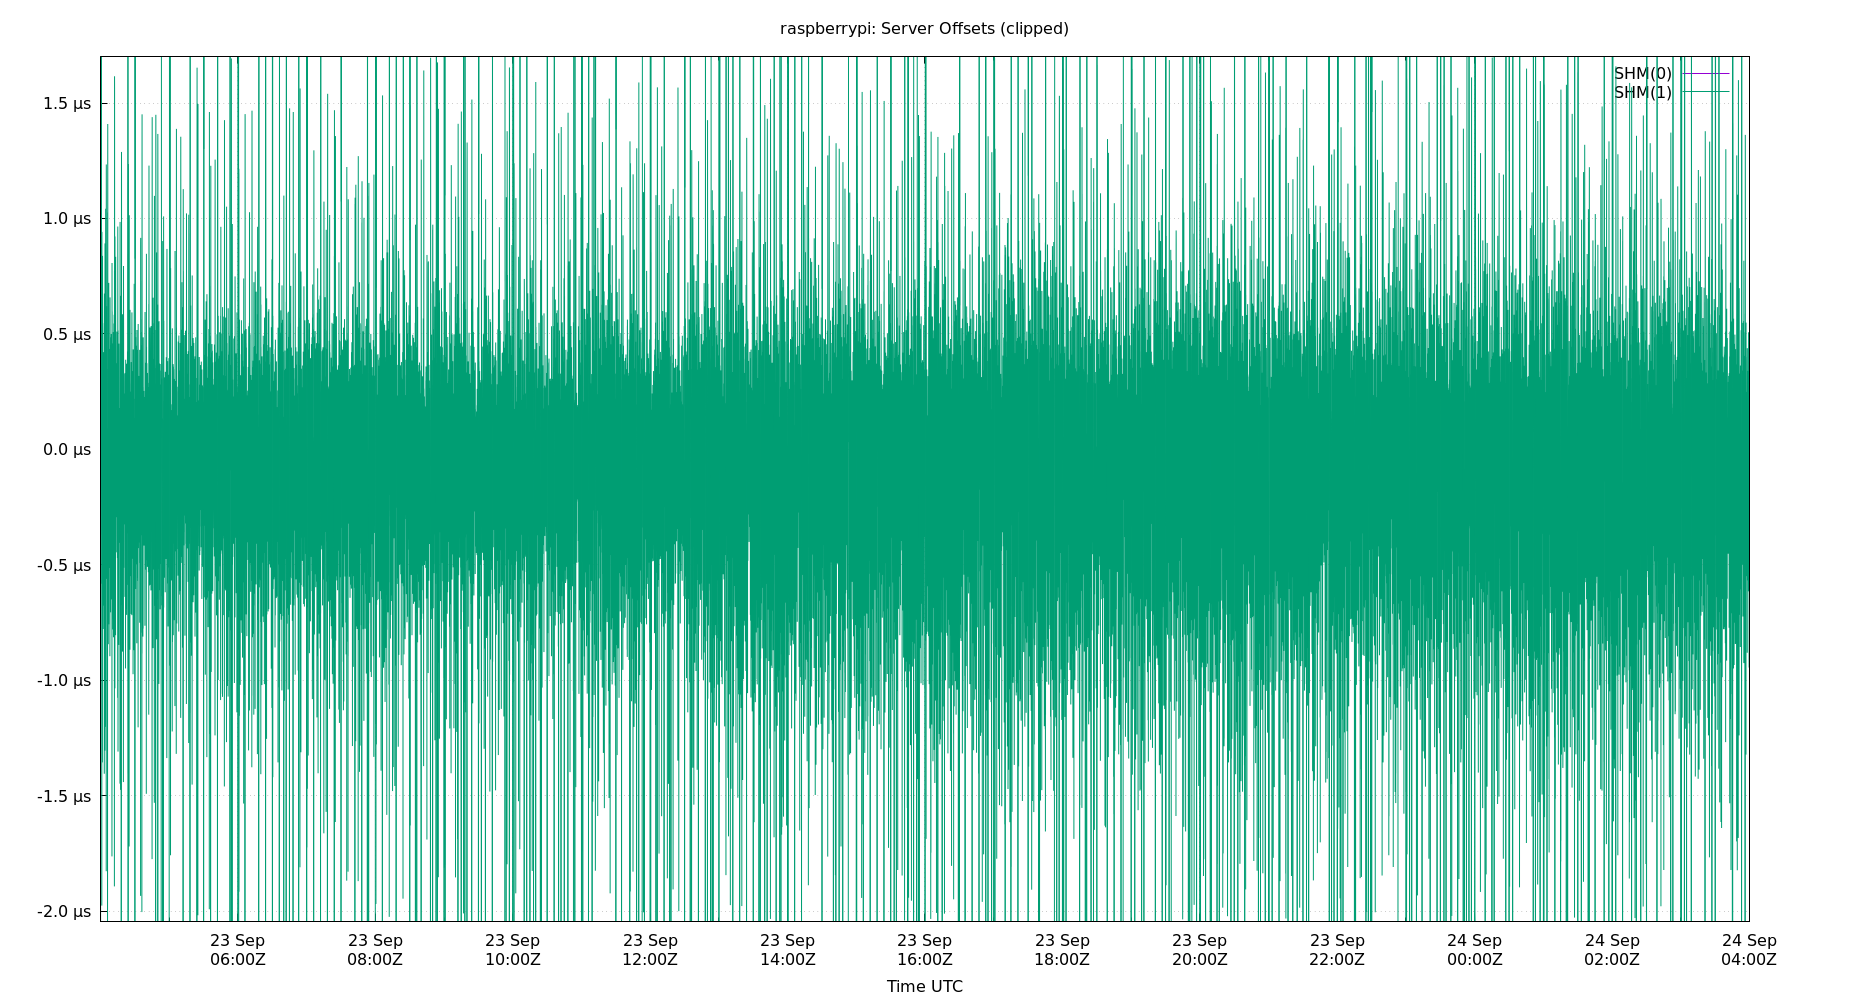 raspberrypi: Server Offsets (clipped)
SHM(0)
SHM(1)
1.5 µs
1.0 µs
0.5 µs
0.0 µs
-0.5 µs
-1.0 µs
-1.5 µs
-2.0 µs
23 Sep 23 Sep 23 Sep 23 Sep 23 Sep 23 Sep 23 Sep 23 Sep 23 Sep 24 Sep 24 Sep 24 Sep
06:00Z 08:00Z 10:00Z 12:00Z 14:00Z 16:00Z 18:00Z 20:00Z 22:00Z 00:00Z 02:00Z 04:00Z
Time UTC